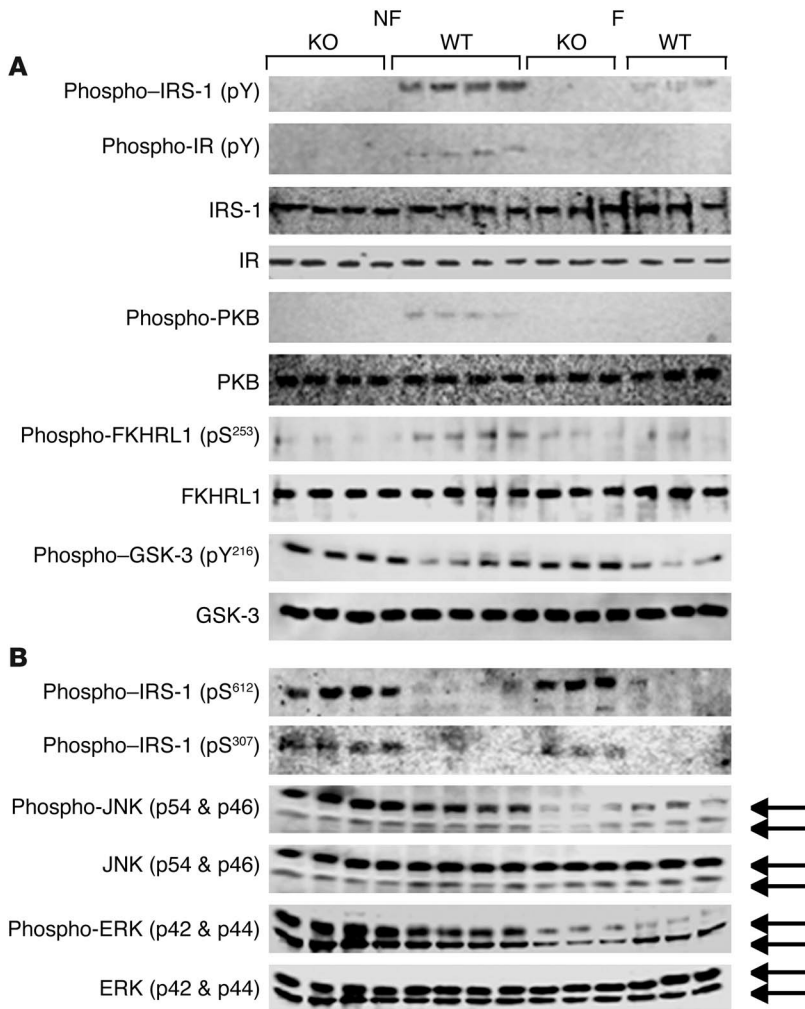 NF F
KO WT KO WT
A
Phospho–IRS-1 (pY)
Phospho-IR (pY)
IRS-1
IR
Phospho-PKB
PKB
Phospho-FKHRL1 (pS253)
FKHRL1
Phospho–GSK-3 (pY216)
GSK-3
B
Phospho–IRS-1 (pS612)
Phospho–IRS-1 (pS307)
Phospho-JNK (p54 & p46)
JNK (p54 & p46)
Phospho-ERK (p42 & p44)
ERK (p42 & p44)